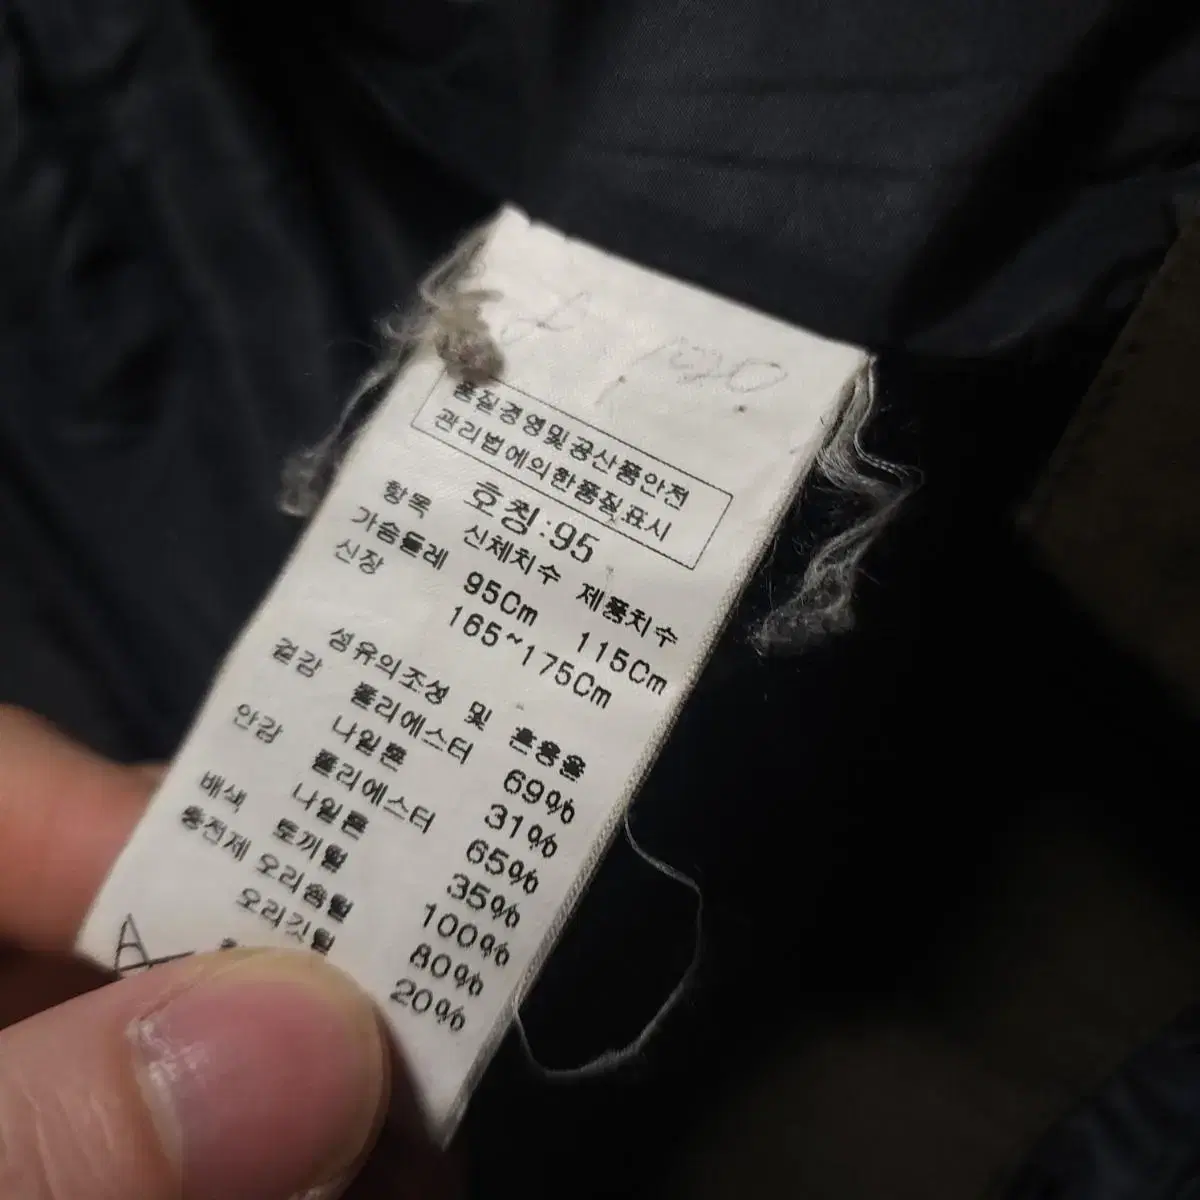 품질경영및공산품안전
관리법에의한품질표시
호칭:95
항목 신체치수 제품치수
가슴둘레 95Cm 115Cm
신장 165~175Cm
섬유의조성 및 혼용율
겉감 폴리에스터 69%
나일론 31%
안감 폴리에스터 65%
나일론 35%
배색 토끼털 100%
충전제 오리솜털 80%
오리깃털 20%
A